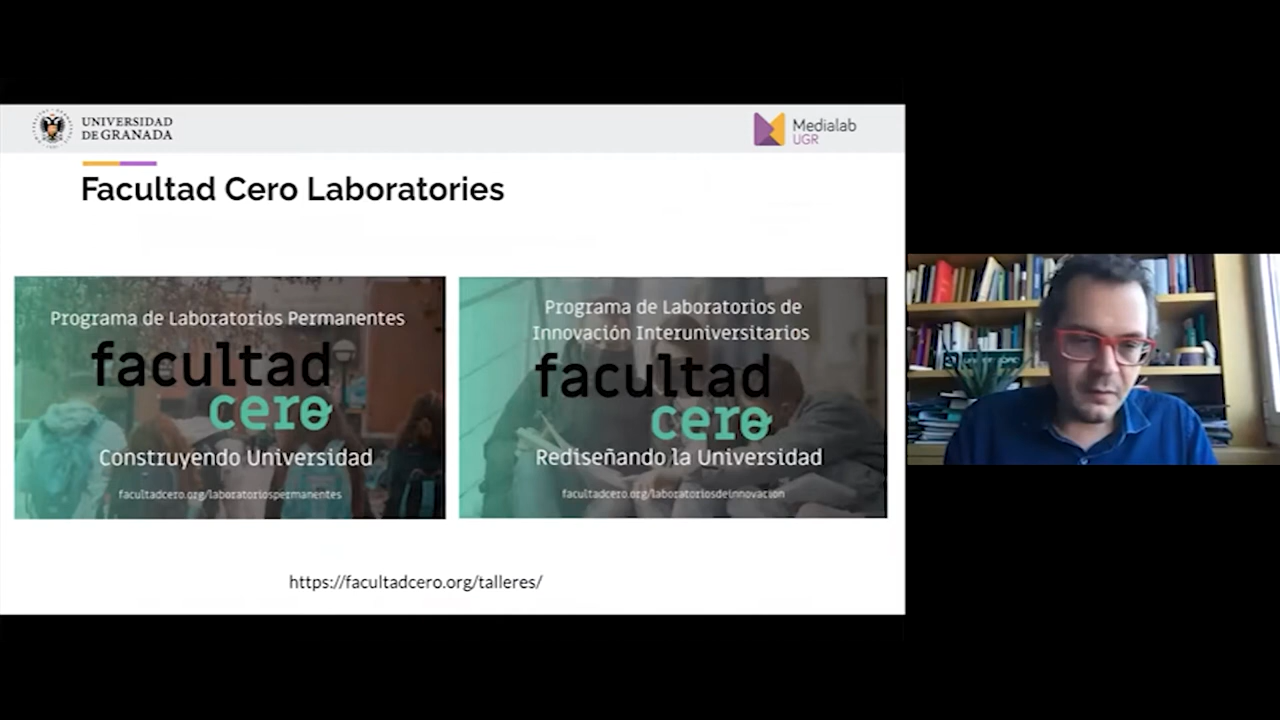 UNIVERSIDAD
DE GRANADA
Medialab
UGR
Facultad Cero Laboratories
Programa de Laboratorios Permanentes
facultad
cero
Construyendo Universidad
facultadcero.org/laboratoriospermanentes
Programa de Laboratorios de
Innovación Interuniversitarios
facultad
cero
Rediseñando la Universidad
facultadcero.org/laboratoriosdeinnovacion
https://facultadcero.org/talleres/